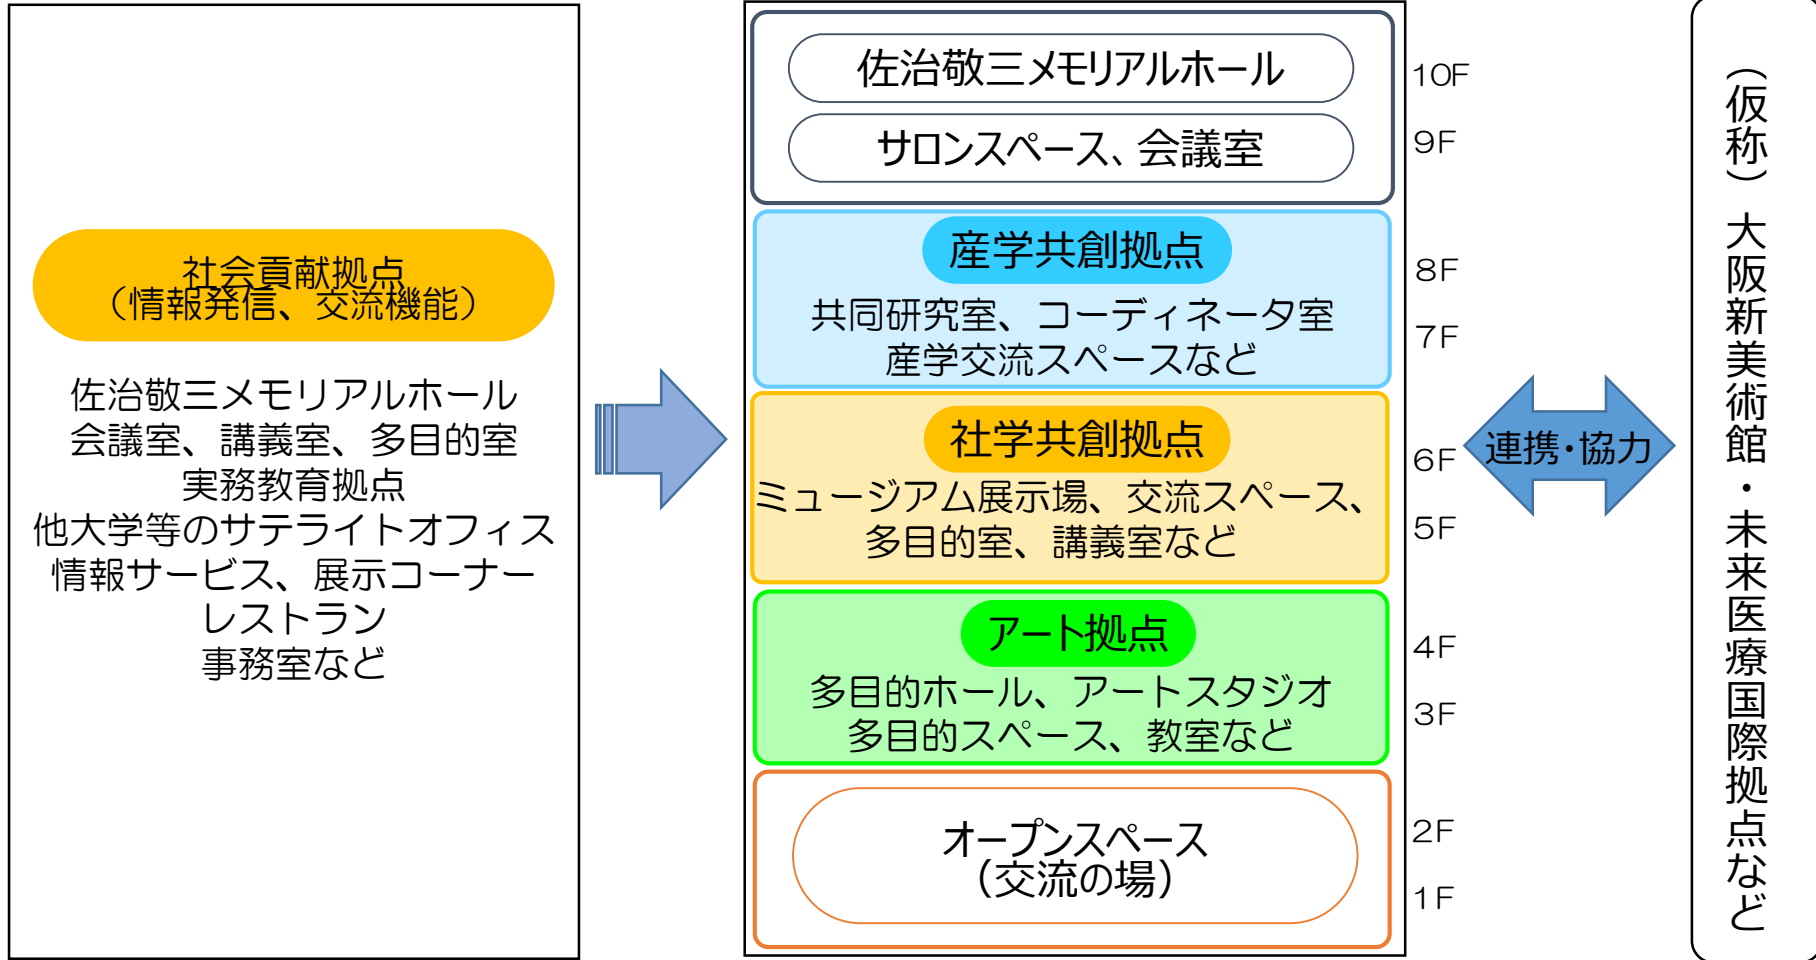 社会貢献拠点
（情報発信、交流機能）
佐治敬三メモリアルホール
会議室、講義室、多目的室
実務教育拠点
他大学等のサテライトオフィス
情報サービス、展示コーナー
レストラン
事務室など
佐治敬三メモリアルホール
10F
サロンスペース、会議室
9F
産学共創拠点
8F
共同研究室、コーディネータ室
7F
産学交流スペースなど
社学共創拠点
6F
ミュージアム展示場、交流スペース、
5F
多目的室、講義室など
アート拠点
4F
多目的ホール、アートスタジオ
3F
多目的スペース、教室など
オープンスペース
2F
（交流の場）
1F
連携・協力
（仮称）大阪新美術館・未来医療国際拠点など